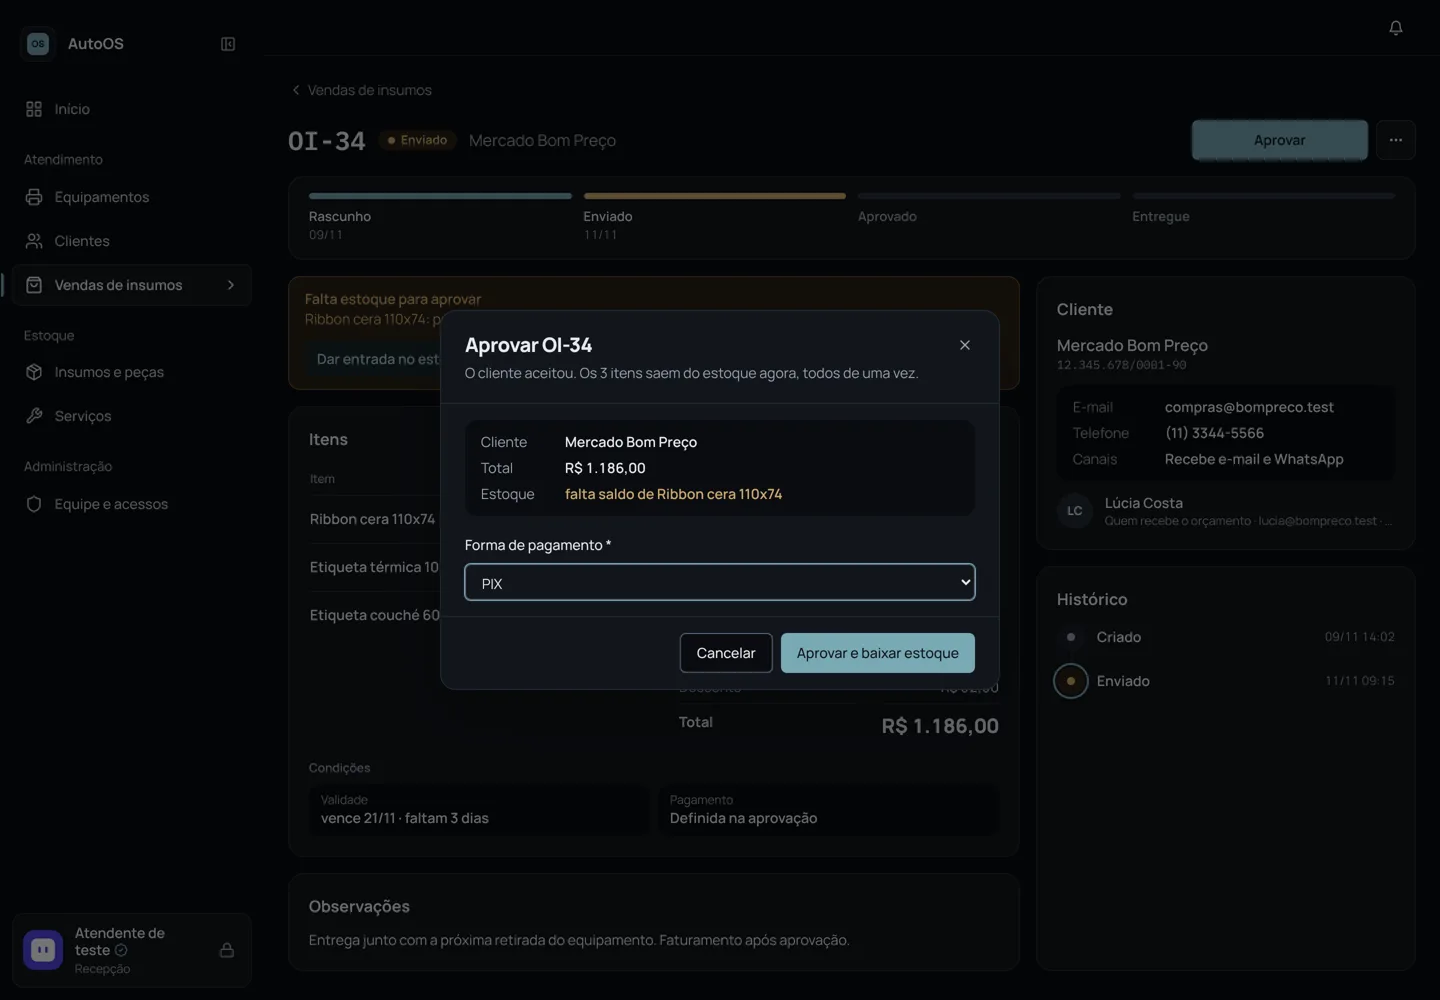 OS AutoOS
Início
Atendimento
Equipamentos
Clientes
Vendas de insumos
Estoque
Insumos e peças
Serviços
Administração
Equipe e acessos
Atendente de
teste
Recepção
Vendas de insumos
OI-34 Enviado Mercado Bom Preço
Aprovar
Rascunho Enviado Aprovado Entregue
09/11 11/11
Falta estoque para aprovar
Ribbon cera 110x74:
Dar entrada no est
Itens
Item
Ribbon cera 110x74
Etiqueta térmica 10
Etiqueta couché 60
Aprovar OI-34
O cliente aceitou. Os 3 itens saem do estoque agora, todos de uma vez.
Cliente Mercado Bom Preço
Total R$ 1.186,00
Estoque falta saldo de Ribbon cera 110x74
Forma de pagamento *
PIX
Cancelar Aprovar e baixar estoque
Total R$ 1.186,00
Condições
Validade
vence 21/11 · faltam 3 dias
Pagamento
Definida na aprovação
Observações
Entrega junto com a próxima retirada do equipamento. Faturamento após aprovação.
Cliente
Mercado Bom Preço
12.345.678/0001-90
E-mail compras@bompreco.test
Telefone (11) 3344-5566
Canais Recebe e-mail e WhatsApp
LC Lúcia Costa
Quem recebe o orçamento · lucia@bompreco.test · ...
Histórico
Criado 09/11 14:02
Enviado 11/11 09:15